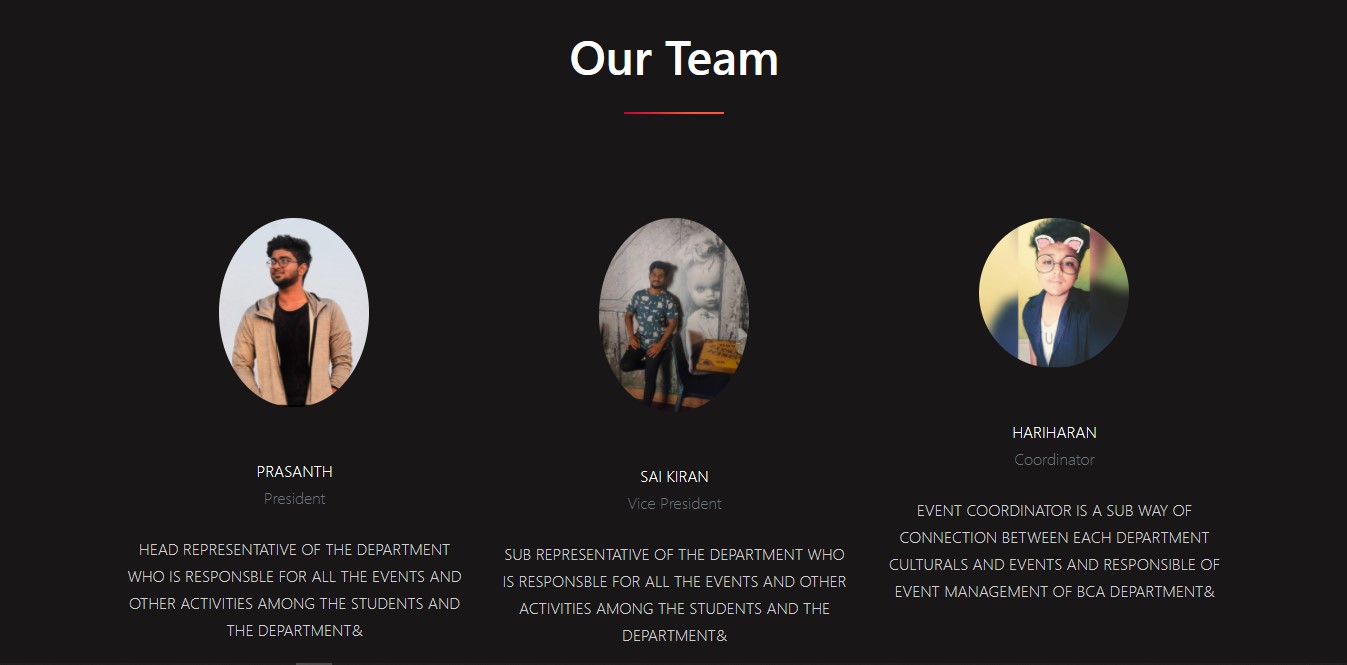 Our Team
PRASANTH
President
HEAD REPRESENTATIVE OF THE DEPARTMENT
WHO IS RESPONSBLE FOR ALL THE EVENTS AND
OTHER ACTIVITIES AMONG THE STUDENTS AND
THE DEPARTMENT&
SAI KIRAN
Vice President
SUB REPRESENTATIVE OF THE DEPARTMENT WHO
IS RESPONSBLE FOR ALL THE EVENTS AND OTHER
ACTIVITIES AMONG THE STUDENTS AND THE
DEPARTMENT&
HARIHARAN
Coordinator
EVENT COORDINATOR IS A SUB WAY OF
CONNECTION BETWEEN EACH DEPARTMENT
CULTURALS AND EVENTS AND RESPONSIBLE OF
EVENT MANAGEMENT OF BCA DEPARTMENT&